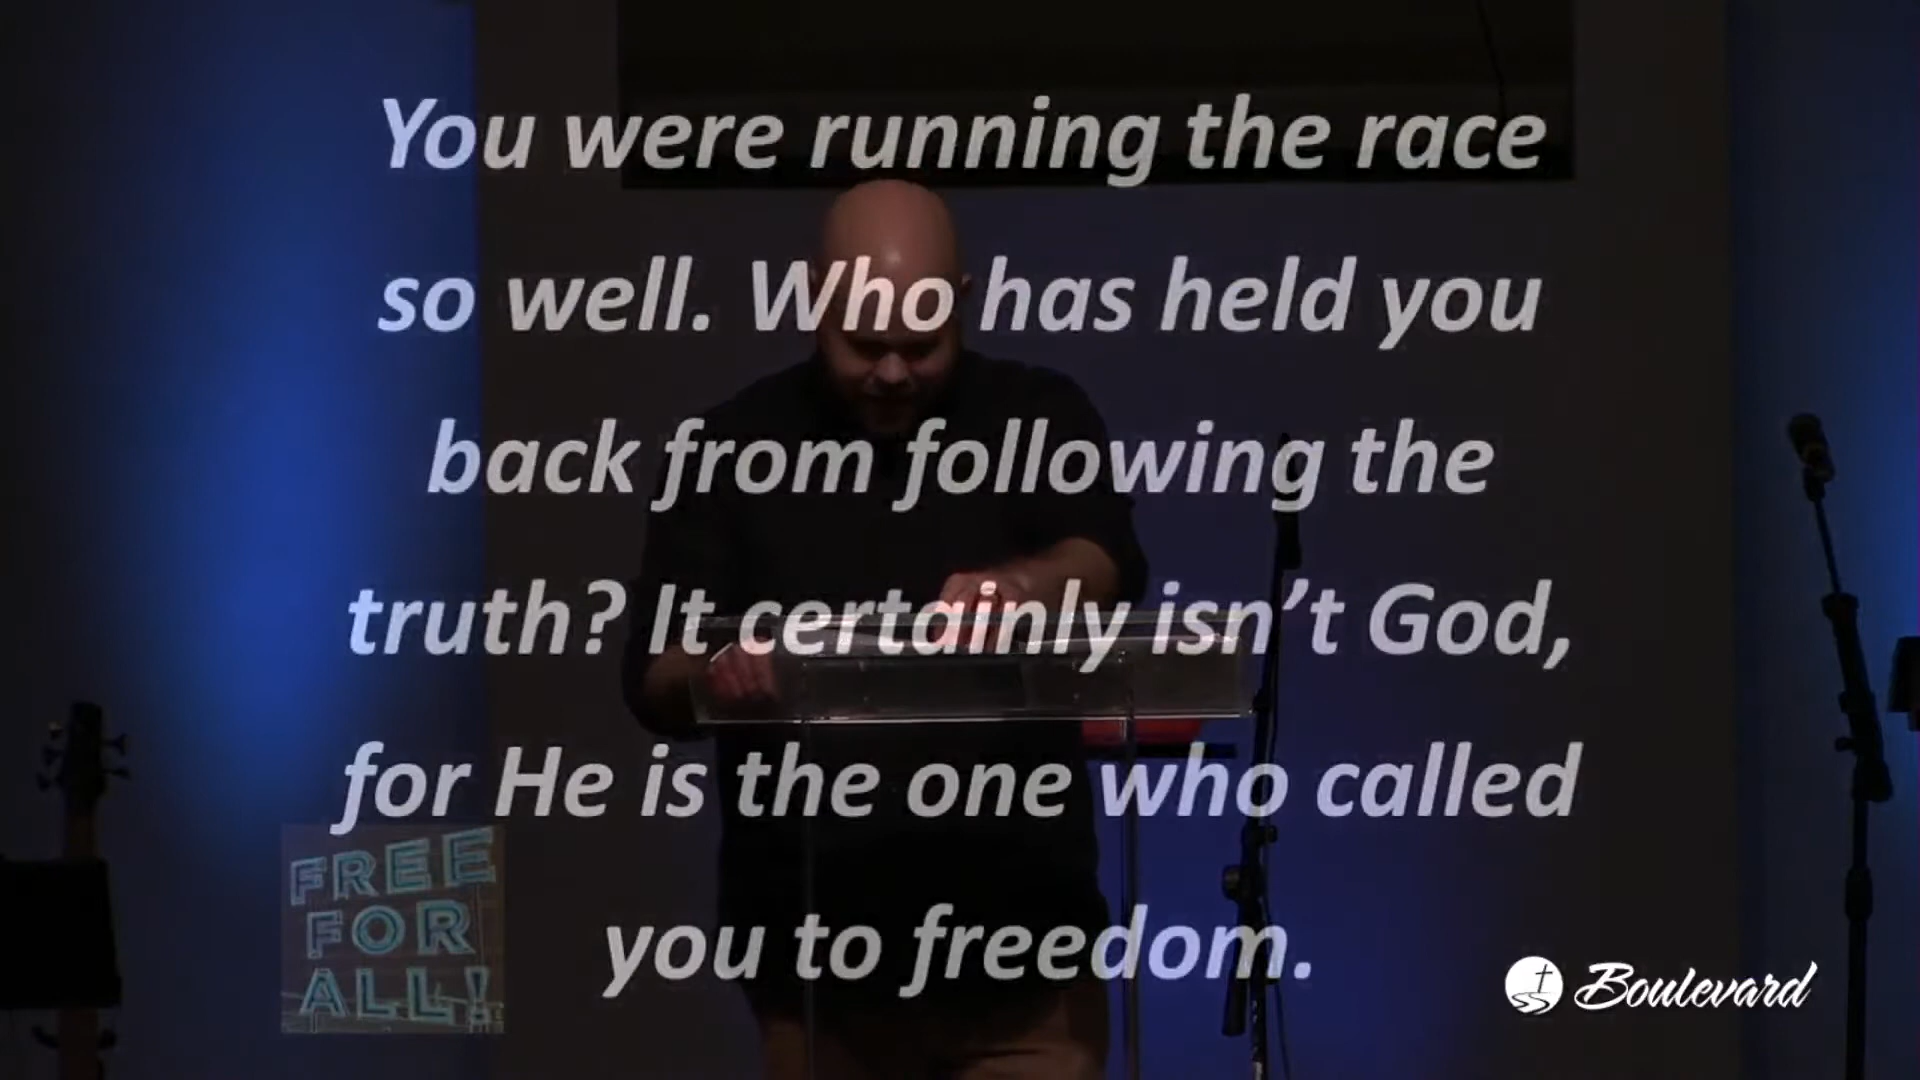 You were running the race
so well. Who has held you
back from following the
truth? It certainly isn’t God,
for He is the one who called
you to freedom.
FREE
FOR
ALL!
Boulevard